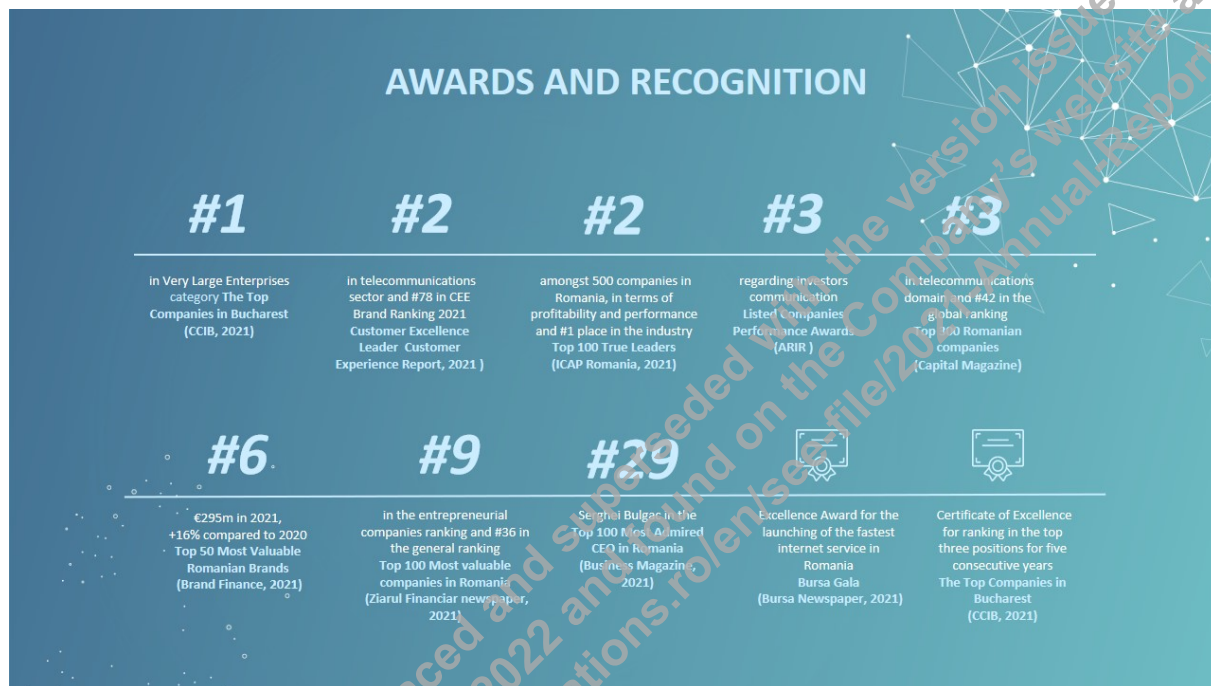 AWARDS AND RECOGNITION
#1
in Very Large Enterprises
category The Top
Companies in Bucharest
(CCIB, 2021)
#2
in telecommunications
sector and #78 in CEE
Brand Ranking 2021
Customer Excellence
Leader Customer
Experience Report, 2021 )
#2
amongst 500 companies in
Romania, in terms of
profitability and performance
and #1 place in the industry
Top 100 True Leaders
(ICAP Romania, 2021)
#3
regarding investors
communication
Listed Companies
Performance Awards
(ARIR )
#3
in telecommunications
domain and #42 in the
global ranking
Top Romanian
companies
(Capital Magazine)
#6
€295m in 2021,
+16% compared to 2020
Top 50 Most Valuable
Romanian Brands
(Brand Finance, 2021)
#9
in the entrepreneurial
companies ranking and #36 in
the general ranking
Top 100 Most valuable
companies in Romania
(Ziarul Financiar newspaper,
2021)
#29
Serghei Bulgac in the
Top 100 Most Admired
CEO in Romania
(Business Magazine,
2021)
Excellence Award for the
launching of the fastest
internet service in
Romania
Bursa Gala
(Bursa Newspaper, 2021)
Certificate of Excellence
for ranking in the top
three positions for five
consecutive years
The Top Companies in
Bucharest
(CCIB, 2021)
and superseded with the version
2022 and found on the Company's website
see-file/2021-Annual-Report